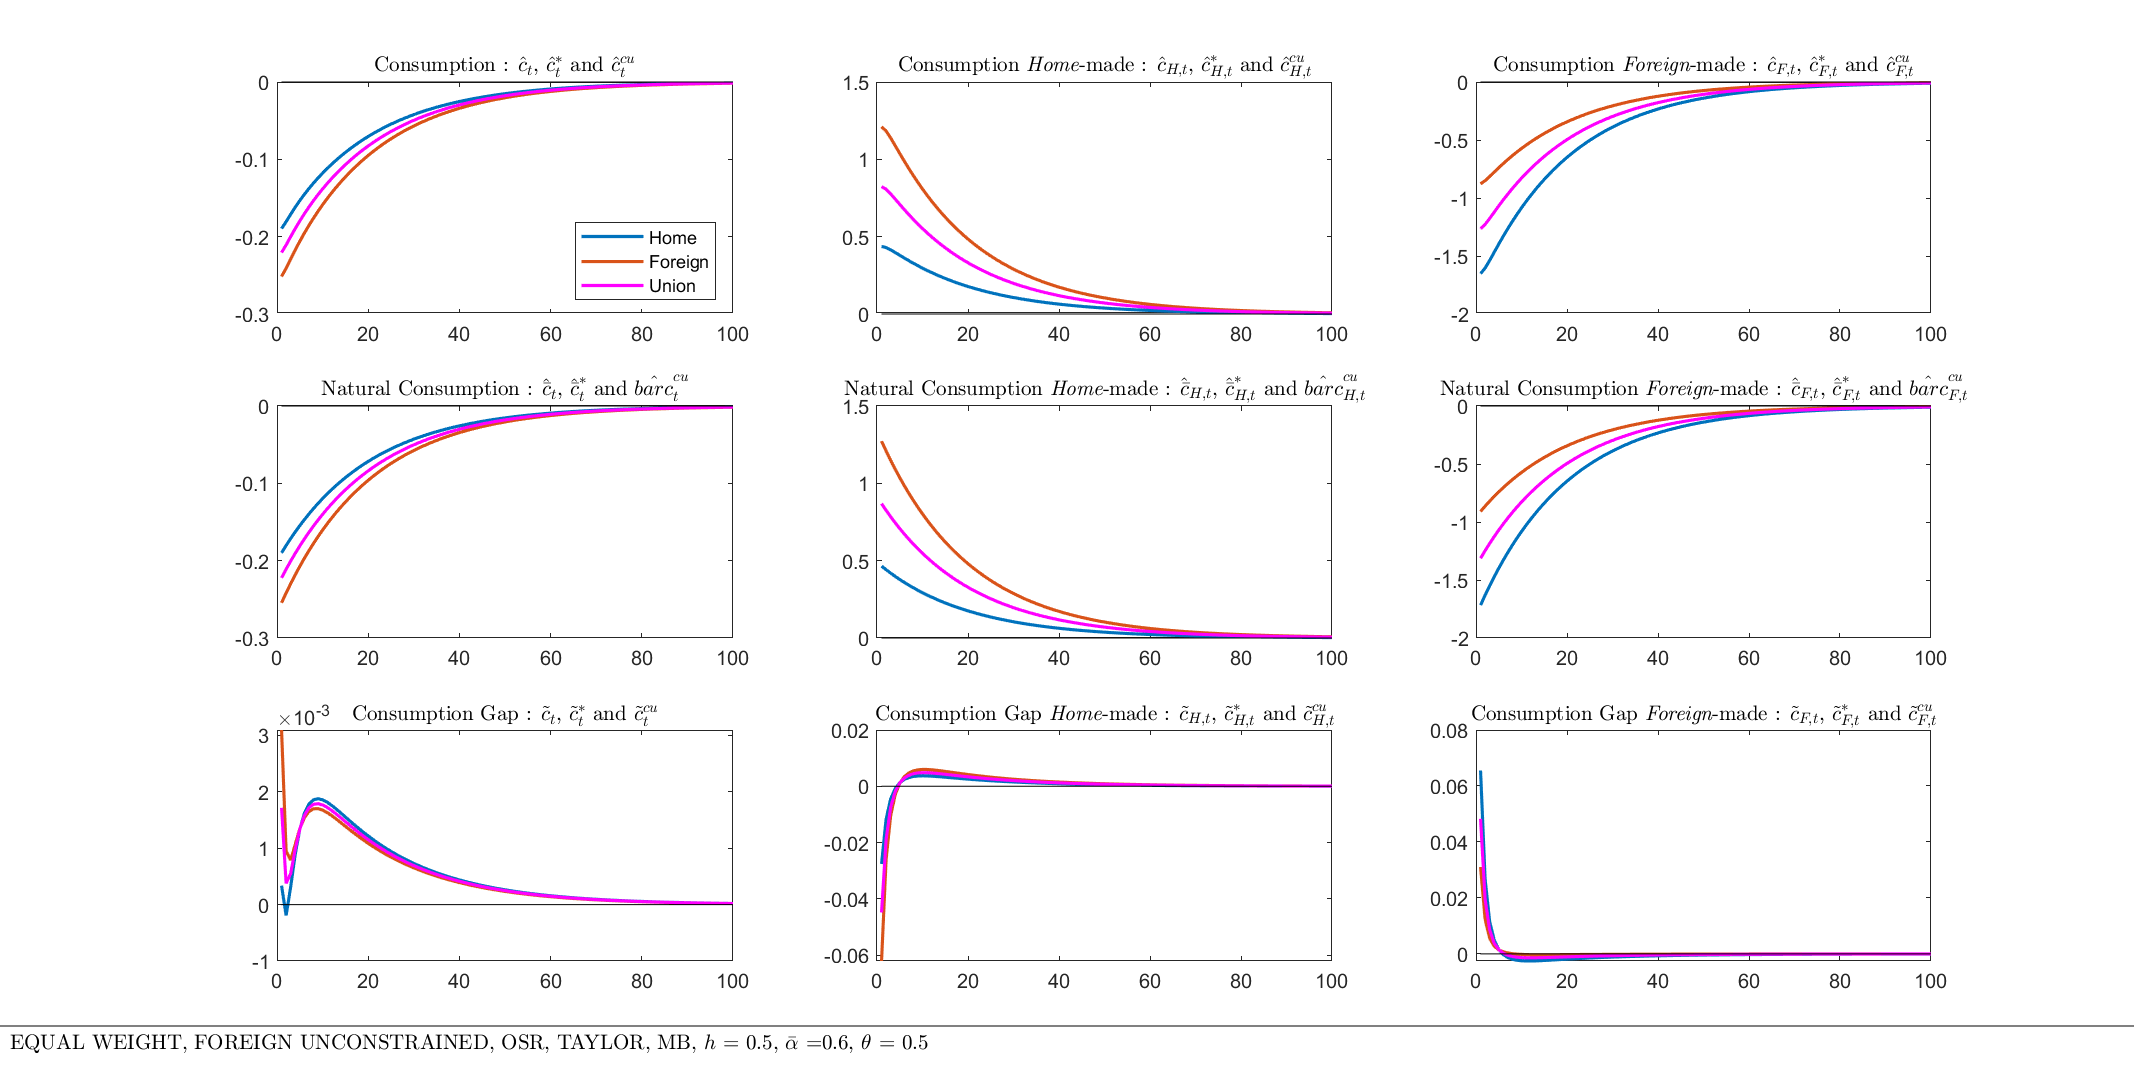 Consumption : ĉ_t, ĉ*_t and ĉ^cu_t
0
-0.1
-0.2
-0.3
0 20 40 60 80 100
Home
Foreign
Union
Consumption Home-made : ĉ_H,t, ĉ*_H,t and ĉ^cu_H,t
1.5
1
0.5
0
0 20 40 60 80 100
Consumption Foreign-made : ĉ_F,t, ĉ*_F,t and ĉ^cu_F,t
0
-0.5
-1
-1.5
-2
0 20 40 60 80 100
Natural Consumption : c̄̂_t, c̄̂*_t and bar̂c^cu_t
0
-0.1
-0.2
-0.3
0 20 40 60 80 100
Natural Consumption Home-made : c̄̂_H,t, c̄̂*_H,t and bar̂c^cu_H,t
1.5
1
0.5
0
0 20 40 60 80 100
Natural Consumption Foreign-made : c̄̂_F,t, c̄̂*_F,t and bar̂c^cu_F,t
0
-0.5
-1
-1.5
-2
0 20 40 60 80 100
Consumption Gap : c̃_t, c̃*_t and c̃^cu_t
×10^-3
3
2
1
0
-1
0 20 40 60 80 100
Consumption Gap Home-made : c̃_H,t, c̃*_H,t and c̃^cu_H,t
0.02
0
-0.02
-0.04
-0.06
0 20 40 60 80 100
Consumption Gap Foreign-made : c̃_F,t, c̃*_F,t and c̃^cu_F,t
0.08
0.06
0.04
0.02
0
0 20 40 60 80 100
EQUAL WEIGHT, FOREIGN UNCONSTRAINED, OSR, TAYLOR, MB, h = 0.5, ᾱ =0.6, θ = 0.5